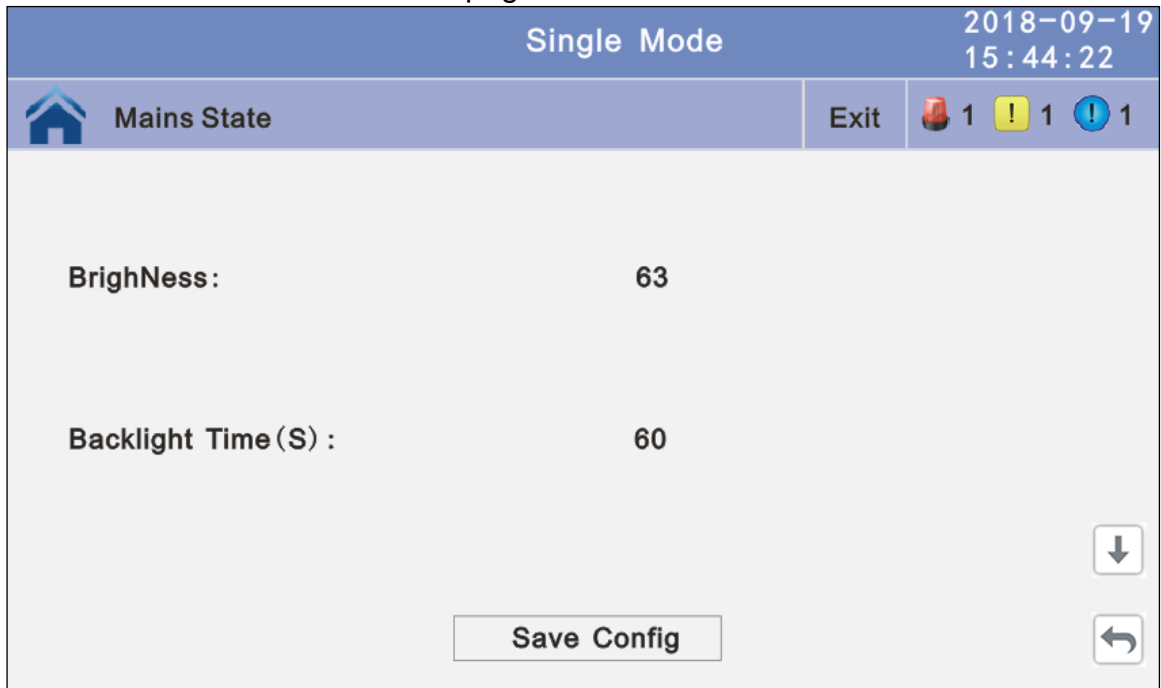 Single Mode
2018-09-19
15:44:22
Mains State
Exit
1
! 1
! 1
BrighNess: 63
Backlight Time(S): 60
Save Config